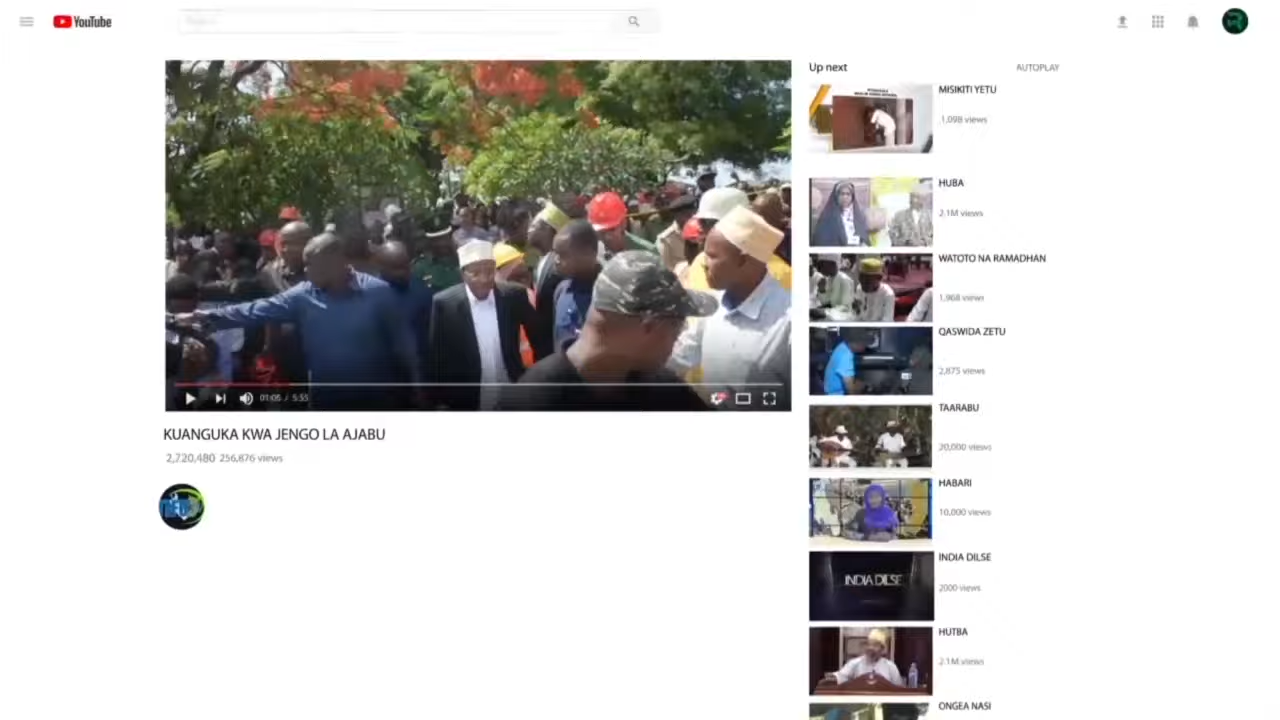 YouTube
KUANGUKA KWA JENGO LA AJABU
2,720,480 256,876 views
01:06 / 5:55
Up next
AUTOPLAY
MISIKITI YETU
1,098 views
HUBA
2.1M views
WATOTO NA RAMADHAN
1,968 views
QASWIDA ZETU
2,875 views
TAARABU
20,000 views
HABARI
10,000 views
INDIA DILSE
INDIA DILSE
2000 views
HUTBA
2.1M views
ONGEA NASI